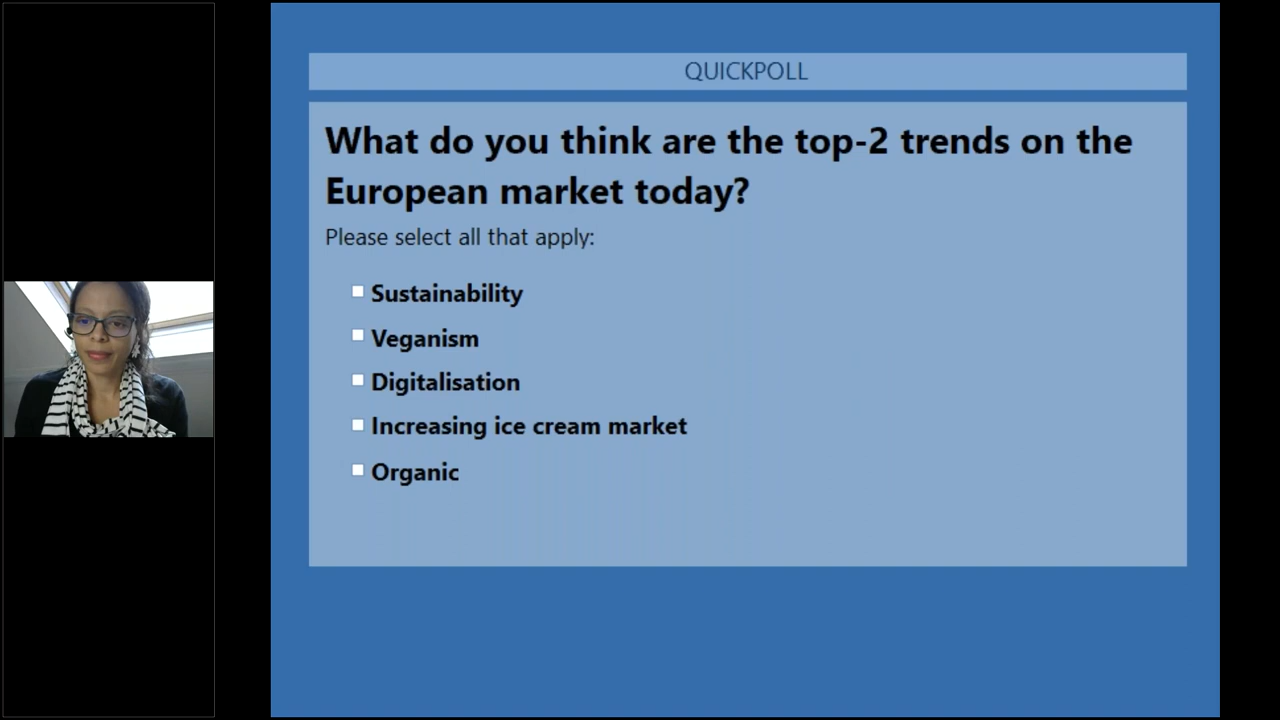 QUICKPOLL
What do you think are the top-2 trends on the
European market today?
Please select all that apply:
Sustainability
Veganism
Digitalisation
Increasing ice cream market
Organic